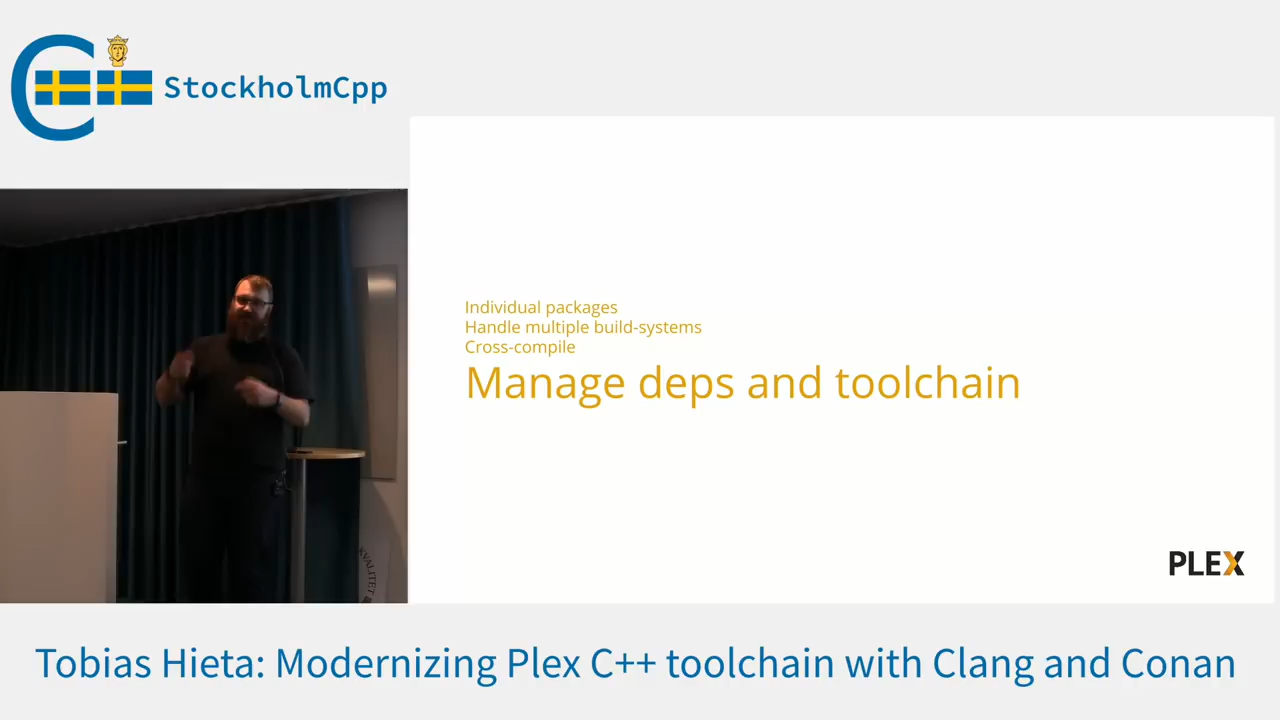 StockholmCpp
Individual packages
Handle multiple build-systems
Cross-compile
Manage deps and toolchain
KVALITET
PLEX
Tobias Hieta: Modernizing Plex C++ toolchain with Clang and Conan